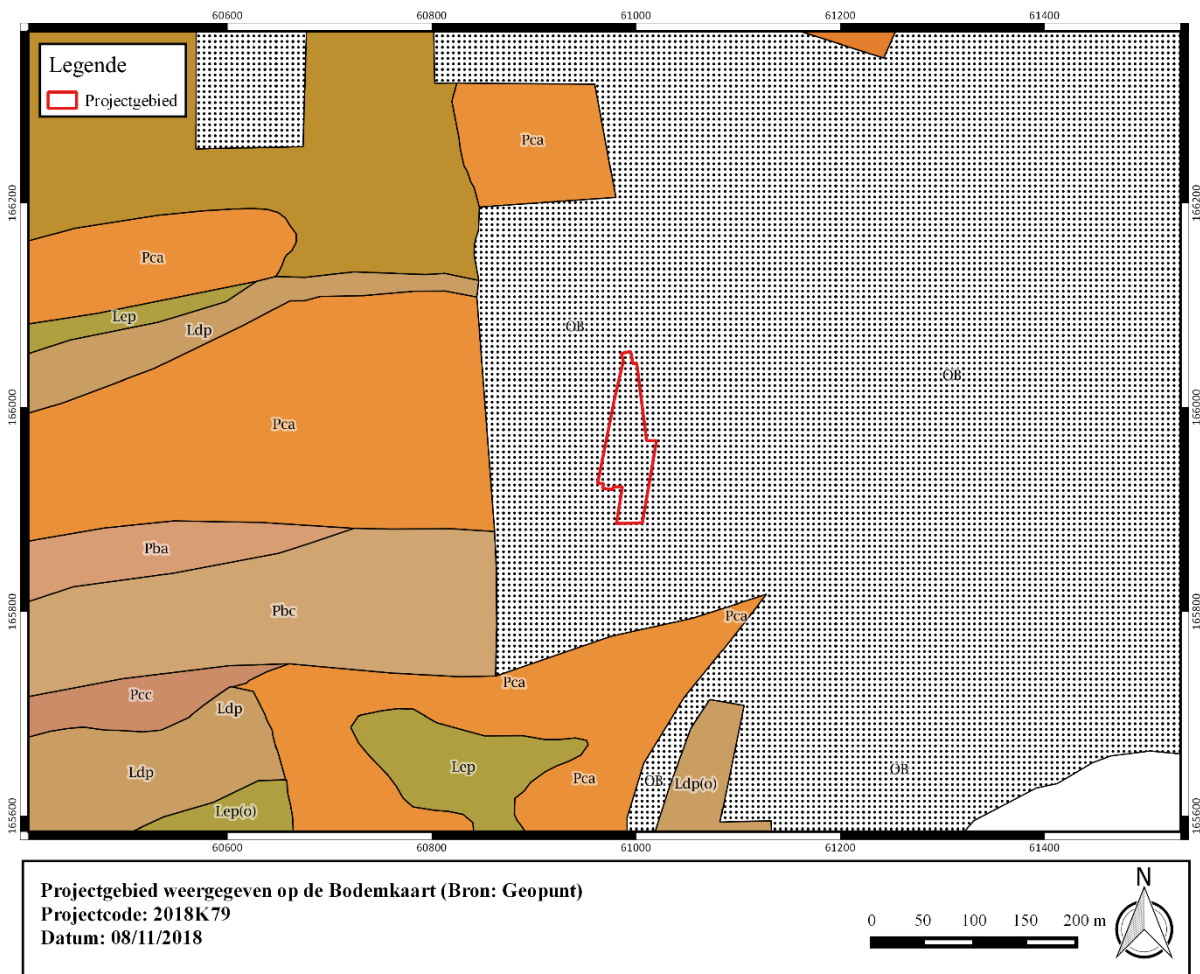 60600 60800 61000 61200 61400
Legende
Projectgebied
Pca
166200 166200
Pca
Lep
OB
Ldp
OB
166000 166000
Pca
Pba
Pbc
165800 165800
Pca
Pca
Pcc
Ldp
Lep
Ldp
OB
Pca
OB
Ldp(o)
Lep(o)
165600 165600
60600 60800 61000 61200 61400
Projectgebied weergegeven op de Bodemkaart (Bron: Geopunt)
Projectcode: 2018K79
Datum: 08/11/2018
N
0 50 100 150 200 m